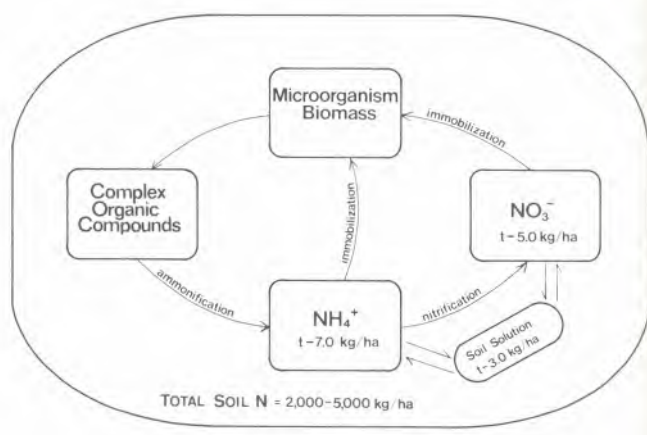 Microorganism
Biomass
immobilization
Complex
Organic
Compounds
immobilization
NO₃⁻
t-5.0 kg/ha
ammonification
NH₄⁺
t-7.0 kg/ha
nitrification
Soil Solution
t-3.0 kg/ha
TOTAL SOIL N = 2,000-5,000 kg/ha